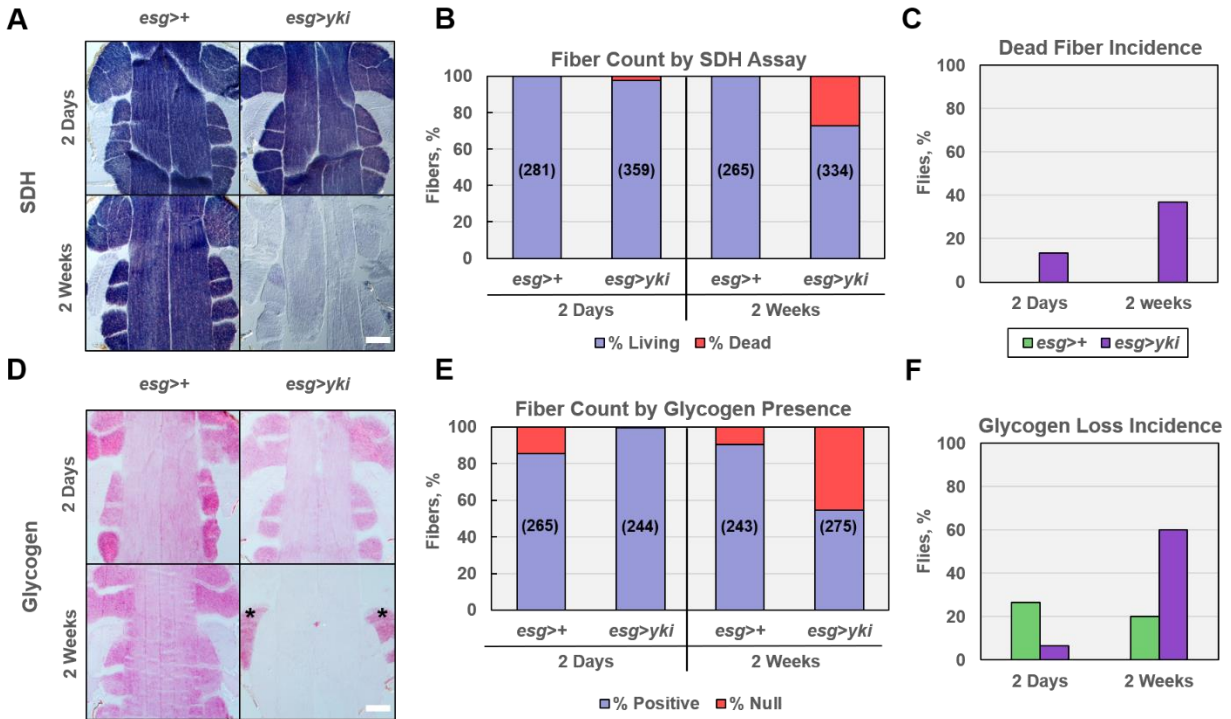 A
esg>+
esg>yki
2 Days
2 Weeks
SDH
B
Fiber Count by SDH Assay
Fibers, %
100
80
60
40
20
0
(281)
(359)
(265)
(334)
esg>+
esg>yki
esg>+
esg>yki
2 Days
2 Weeks
% Living
% Dead
C
Dead Fiber Incidence
Flies, %
100
80
60
40
20
0
2 Days
2 weeks
esg>+
esg>yki
D
esg>+
esg>yki
2 Days
2 Weeks
Glycogen
*
*
E
Fiber Count by Glycogen Presence
Fibers, %
100
80
60
40
20
0
(265)
(244)
(243)
(275)
esg>+
esg>yki
esg>+
esg>yki
2 Days
2 Weeks
% Positive
% Null
F
Glycogen Loss Incidence
Flies, %
100
80
60
40
20
0
2 Days
2 Weeks